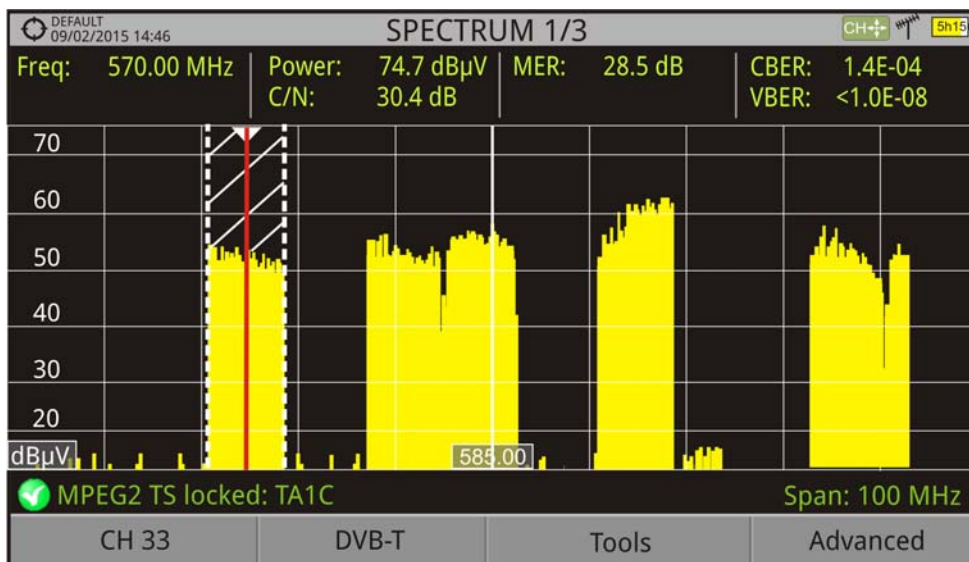 DEFAULT
09/02/2015 14:46
SPECTRUM 1/3
CH
5h15
Freq: 570.00 MHz
Power: 74.7 dBµV
MER: 28.5 dB
CBER: 1.4E-04
C/N: 30.4 dB
VBER: <1.0E-08
70
60
50
40
30
20
dBµV
585.00
MPEG2 TS locked: TA1C
Span: 100 MHz
CH 33
DVB-T
Tools
Advanced